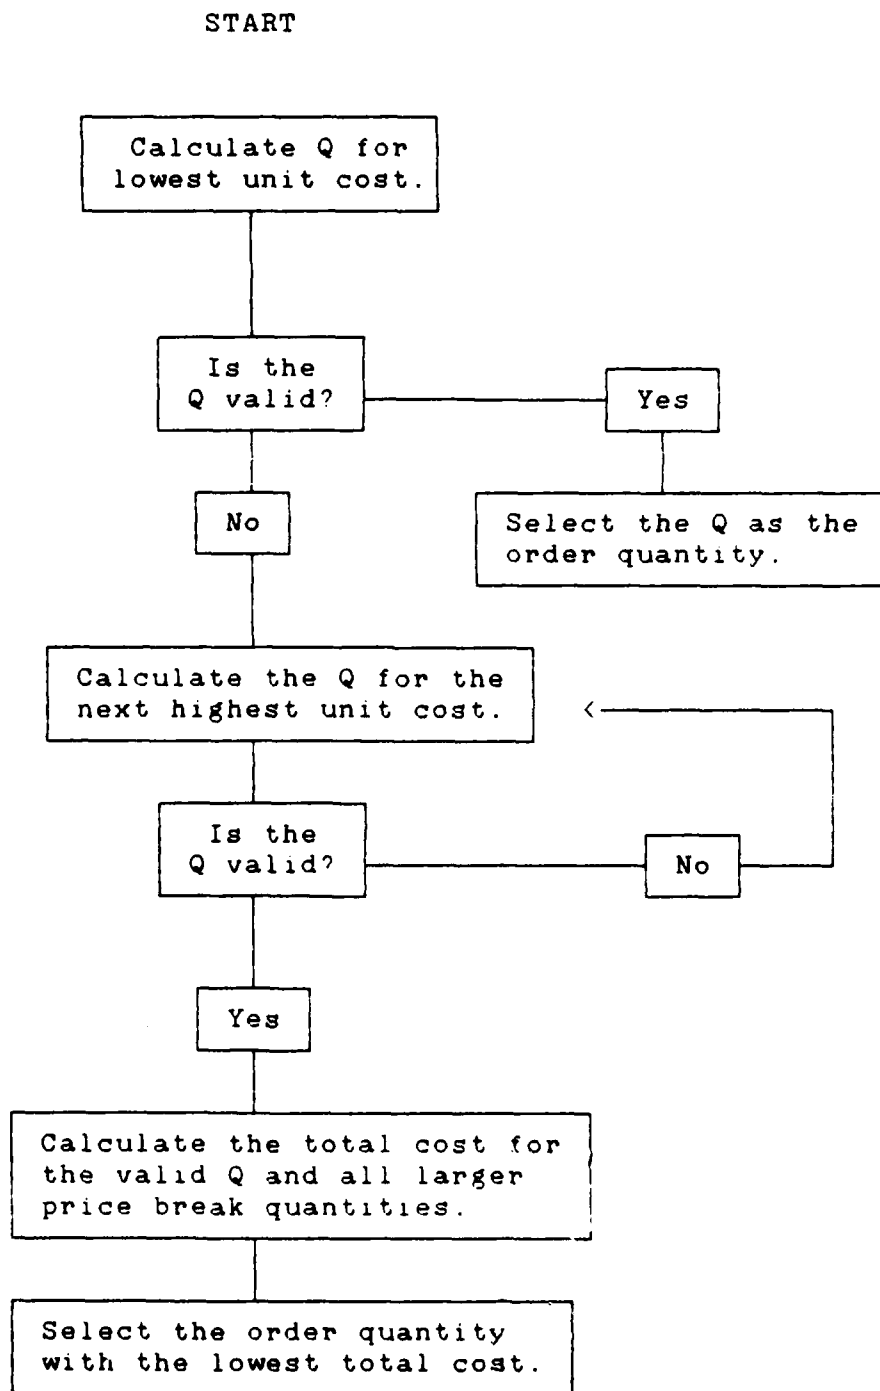 START
Calculate Q for
lowest unit cost.
Is the
Q valid?
Yes
No
Select the Q as the
order quantity.
Calculate the Q for the
next highest unit cost.
<
Is the
Q valid?
No
Yes
Calculate the total cost for
the valid Q and all larger
price break quantities.
Select the order quantity
with the lowest total cost.